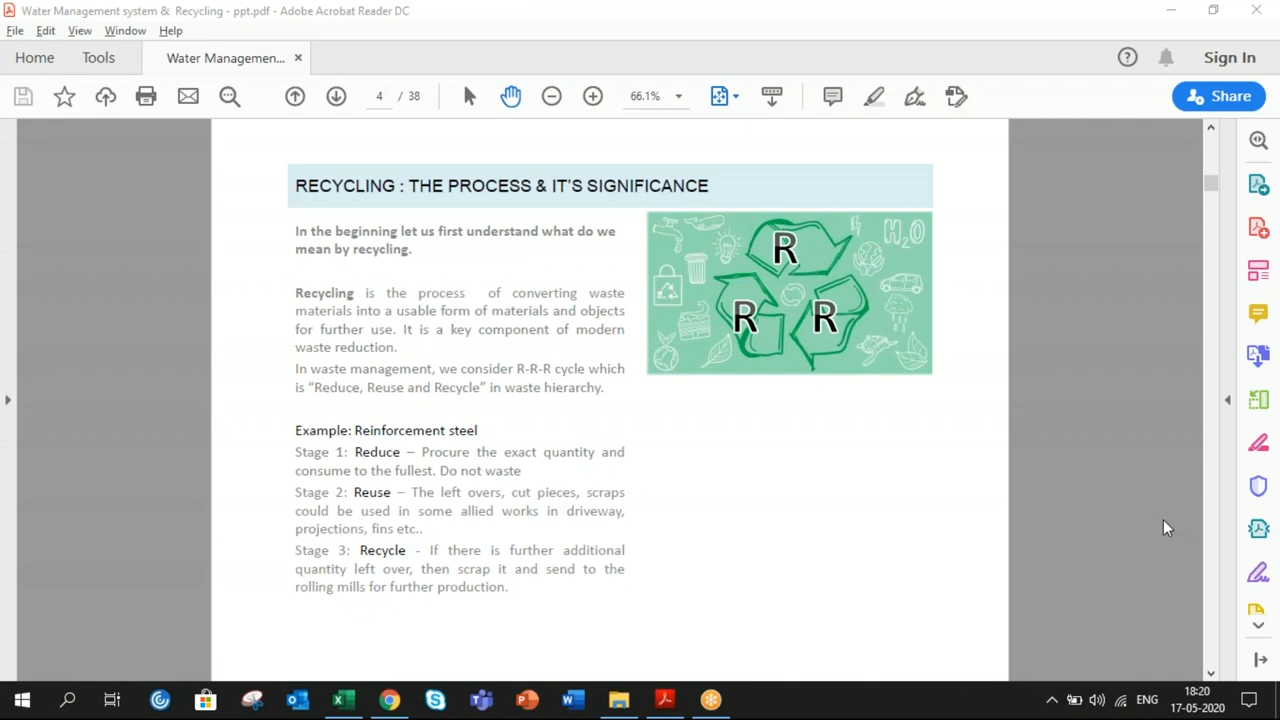 Water Management system & Recycling - ppt.pdf - Adobe Acrobat Reader DC
File Edit View Window Help
Home Tools Water Managemen... × Sign In
4 / 38 66.1% Share
RECYCLING : THE PROCESS & IT'S SIGNIFICANCE
In the beginning let us first understand what do we
mean by recycling.
Recycling is the process of converting waste
materials into a usable form of materials and objects
for further use. It is a key component of modern
waste reduction.
In waste management, we consider R-R-R cycle which
is “Reduce, Reuse and Recycle” in waste hierarchy.
Example: Reinforcement steel
Stage 1: Reduce – Procure the exact quantity and
consume to the fullest. Do not waste
Stage 2: Reuse – The left overs, cut pieces, scraps
could be used in some allied works in driveway,
projections, fins etc..
Stage 3: Recycle - If there is further additional
quantity left over, then scrap it and send to the
rolling mills for further production.
R
H2O
R R
ENG
18:20
17-05-2020